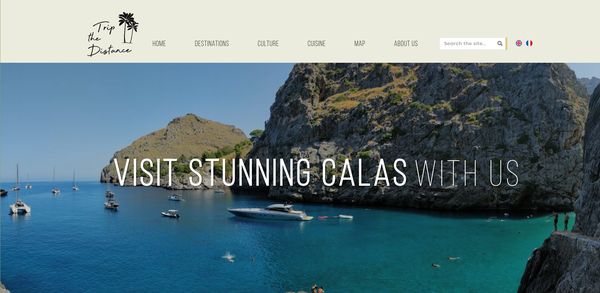 Trip
the
Distance
HOME DESTINATIONS CULTURE CUISINE MAP ABOUT US
Search the site...
VISIT STUNNING CALAS WITH US